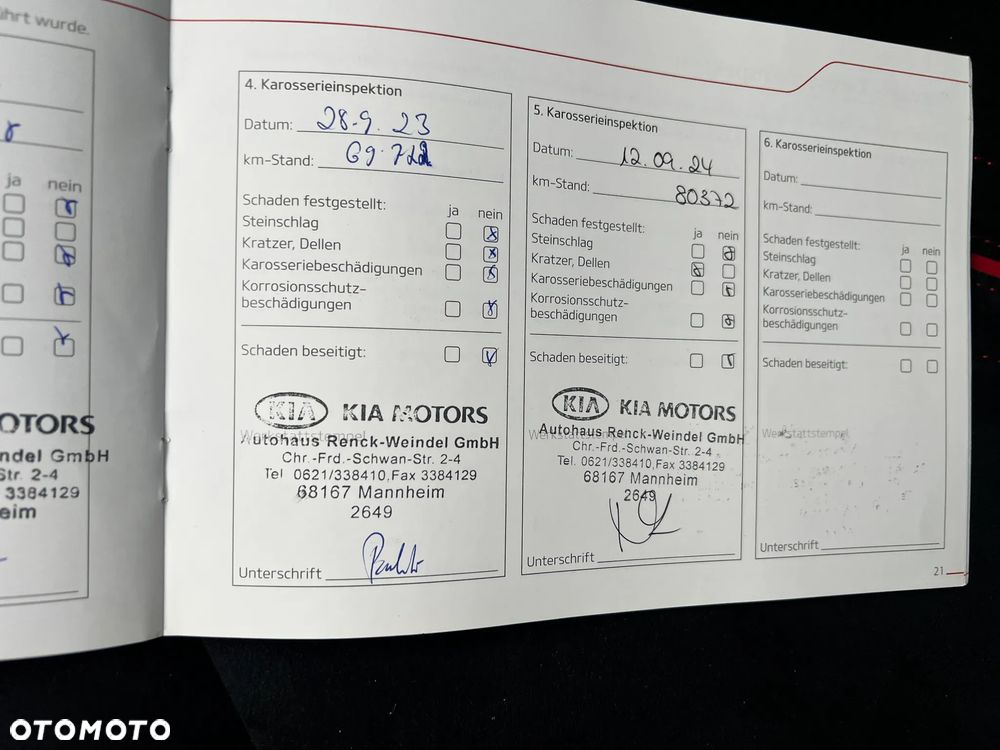 ührt wurde.
ja nein
OTORS
ndel GmbH
Str. 2-4
3384129
eim
4. Karosserieinspektion
Datum: 28.9.23
km-Stand:
Schaden festgestellt: ja nein
Steinschlag
Kratzer, Dellen
Karosseriebeschädigungen
Korrosionsschutz-
beschädigungen
Schaden beseitigt:
KIA KIA MOTORS
Werkstattstempel
Autohaus Renck-Weindel GmbH
Chr.-Frd.-Schwan-Str. 2-4
Tel 0621/338410,Fax 3384129
68167 Mannheim
2649
Unterschrift
5. Karosserieinspektion
Datum: 12.09.24
km-Stand: 80372
Schaden festgestellt: ja nein
Steinschlag
Kratzer, Dellen
Karosseriebeschädigungen
Korrosionsschutz-
beschädigungen
Schaden beseitigt:
KIA KIA MOTORS
Werkstattstempel
Autohaus Renck-Weindel GmbH
Chr.-Frd.-Schwan-Str. 2-4
Tel. 0621/338410,Fax 3384129
68167 Mannheim
2649
Unterschrift
6. Karosserieinspektion
Datum:
km-Stand:
Schaden festgestellt: ja nein
Steinschlag
Kratzer, Dellen
Karosseriebeschädigungen
Korrosionsschutz-
beschädigungen
Schaden beseitigt:
Werkstattstempel
Unterschrift
21
OTOMOTO